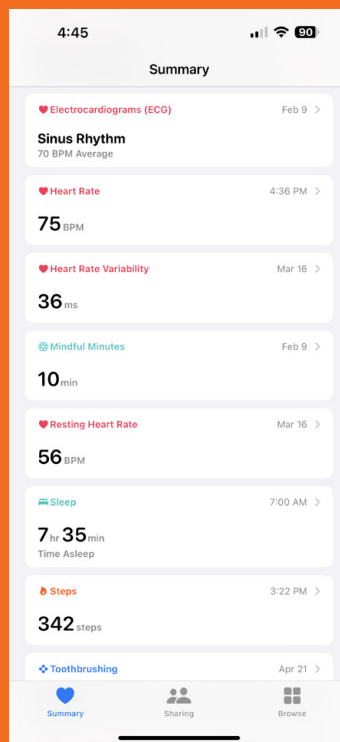 4:45
90
Summary
Electrocardiograms (ECG) Feb 9
Sinus Rhythm
70 BPM Average
Heart Rate 4:36 PM
75 BPM
Heart Rate Variability Mar 16
36 ms
Mindful Minutes Feb 9
10 min
Resting Heart Rate Mar 16
56 BPM
Sleep 7:00 AM
7 hr 35 min
Time Asleep
Steps 3:22 PM
342 steps
Toothbrushing Apr 21
Summary Sharing Browse